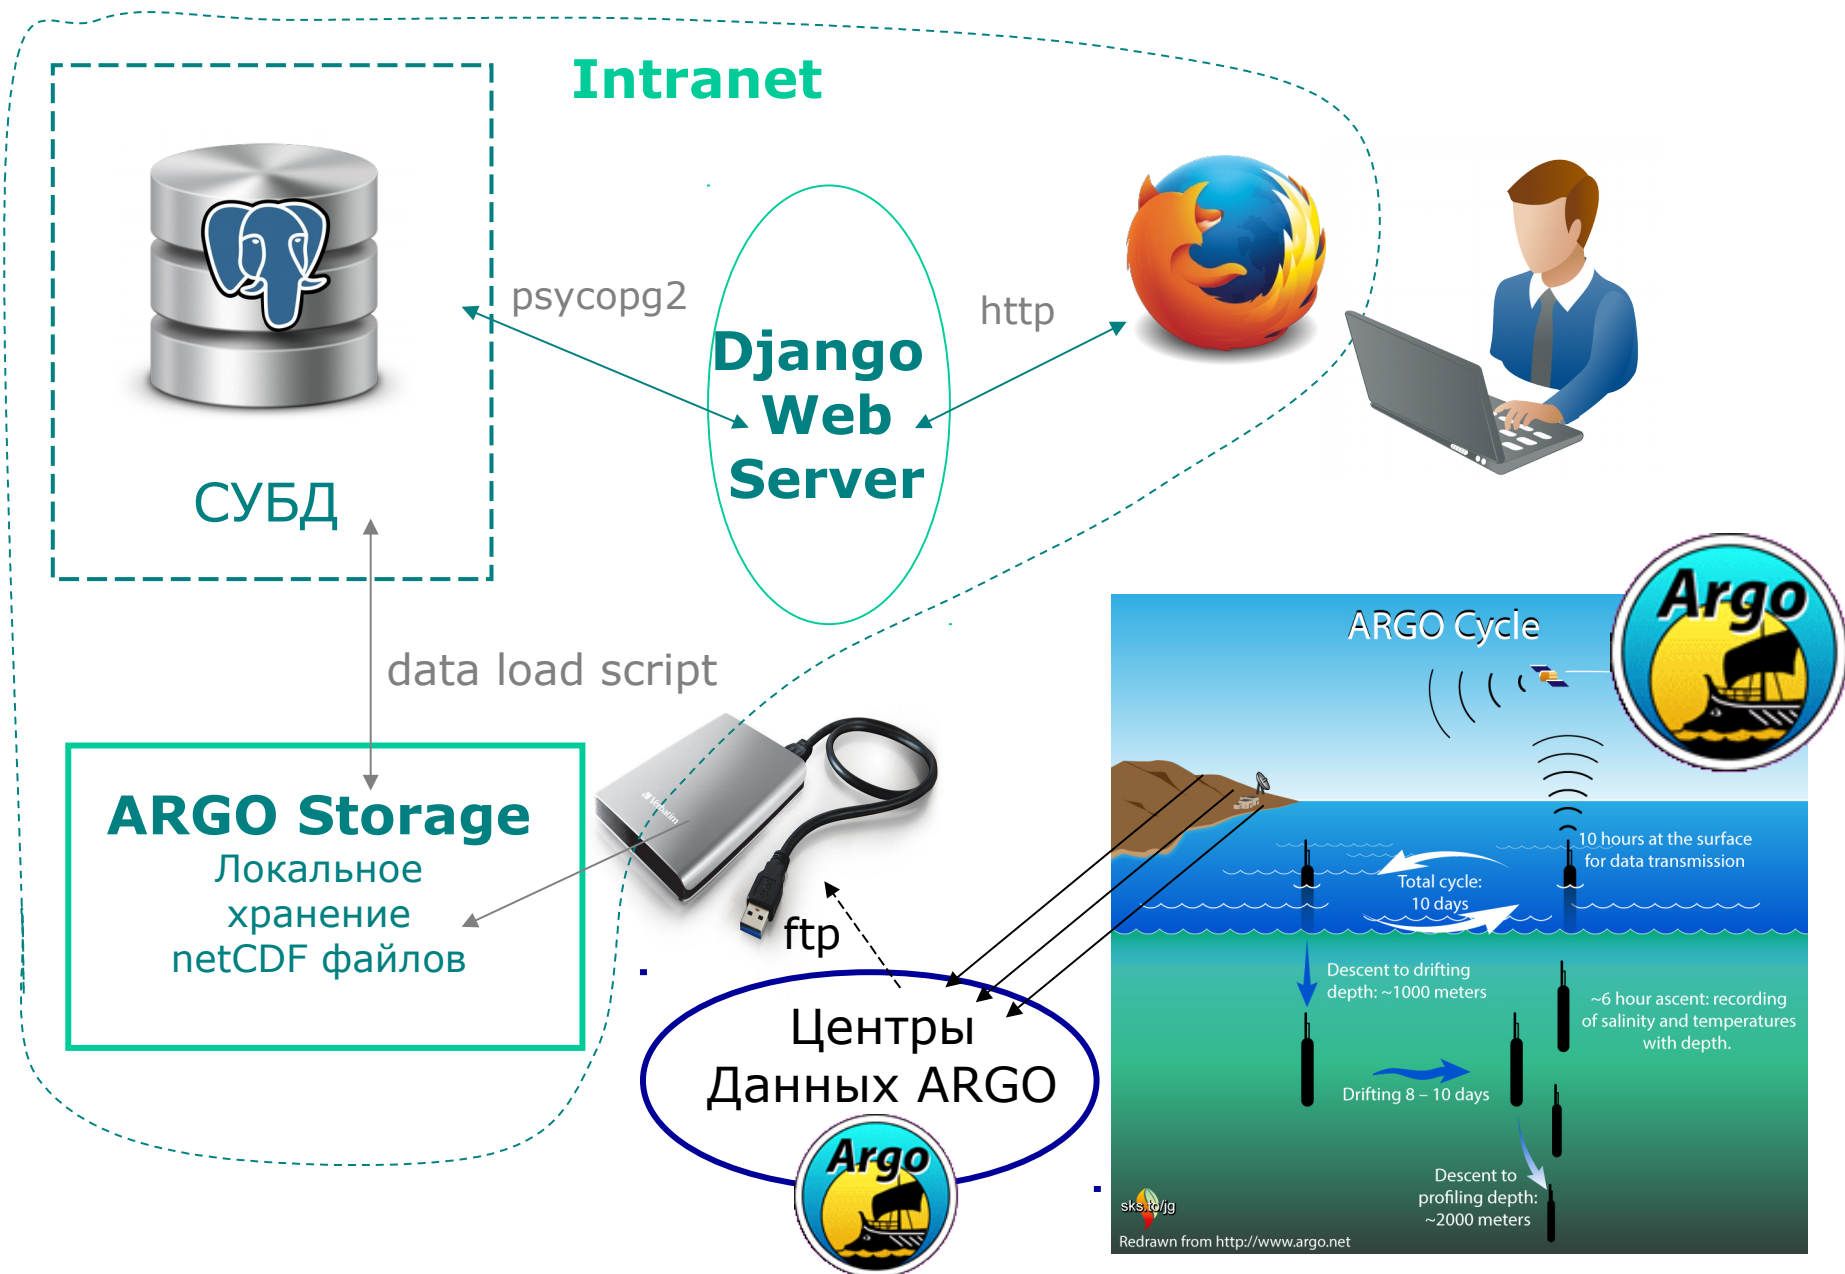 Intranet
psycopg2
http
Django
Web
Server
СУБД
data load script
ARGO Storage
Локальное
хранение
netCDF файлов
Verbatim
ftp
Центры
Данных ARGO
Argo
Argo
ARGO Cycle
10 hours at the surface
for data transmission
Total cycle:
10 days
Descent to drifting
depth: ~1000 meters
~6 hour ascent: recording
of salinity and temperatures
with depth.
Drifting 8 – 10 days
Descent to
profiling depth:
~2000 meters
sks.to/jg
Redrawn from http://www.argo.net